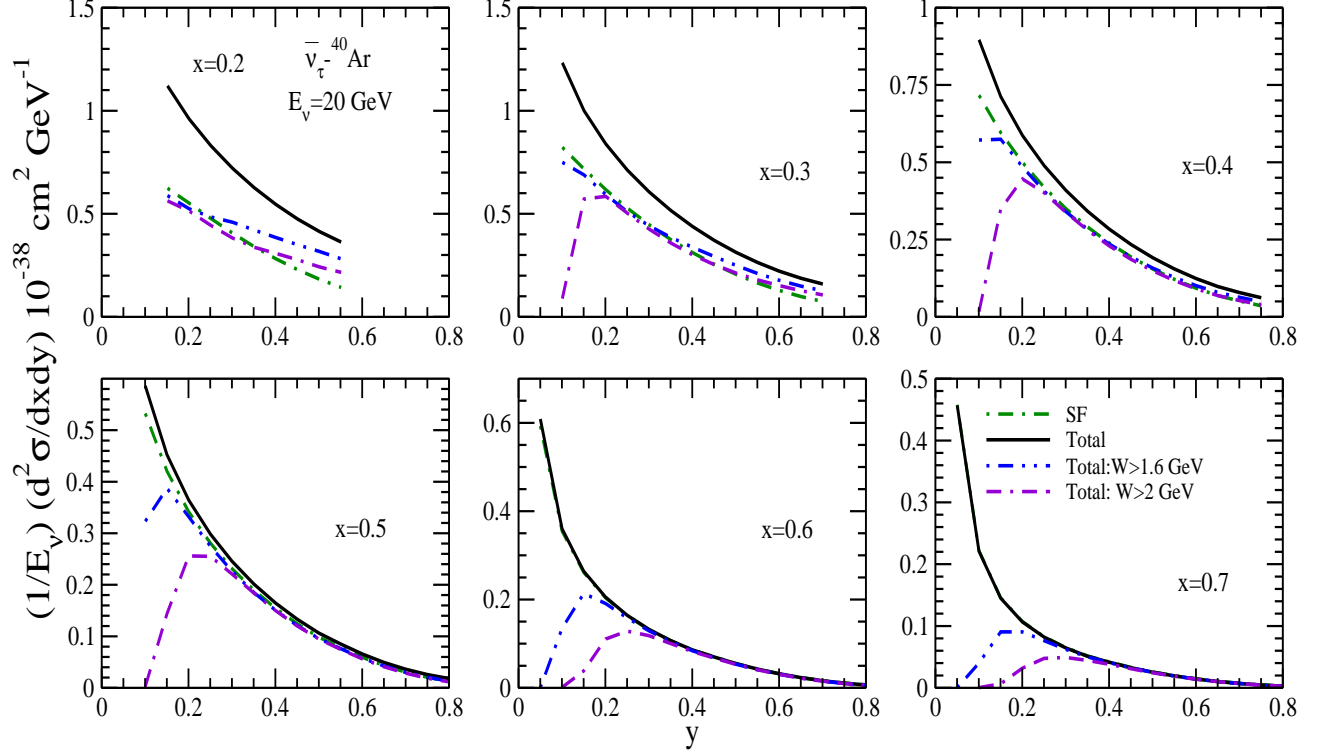 (1/E_ν) (d²σ/dxdy) 10⁻³⁸ cm² GeV⁻¹
1.5
1
0.5
0
0 0.2 0.4 0.6 0.8
x=0.2
ν̅_τ-⁴⁰Ar
E_ν=20 GeV
1.5
1
0.5
0
0 0.2 0.4 0.6 0.8
x=0.3
1
0.75
0.5
0.25
0
0 0.2 0.4 0.6 0.8
x=0.4
0.5
0.4
0.3
0.2
0.1
0
0 0.2 0.4 0.6 0.8
x=0.5
0.6
0.4
0.2
0
0 0.2 0.4 0.6 0.8
x=0.6
0.5
0.4
0.3
0.2
0.1
0
0 0.2 0.4 0.6 0.8
SF
Total
Total:W>1.6 GeV
Total: W>2 GeV
x=0.7
y